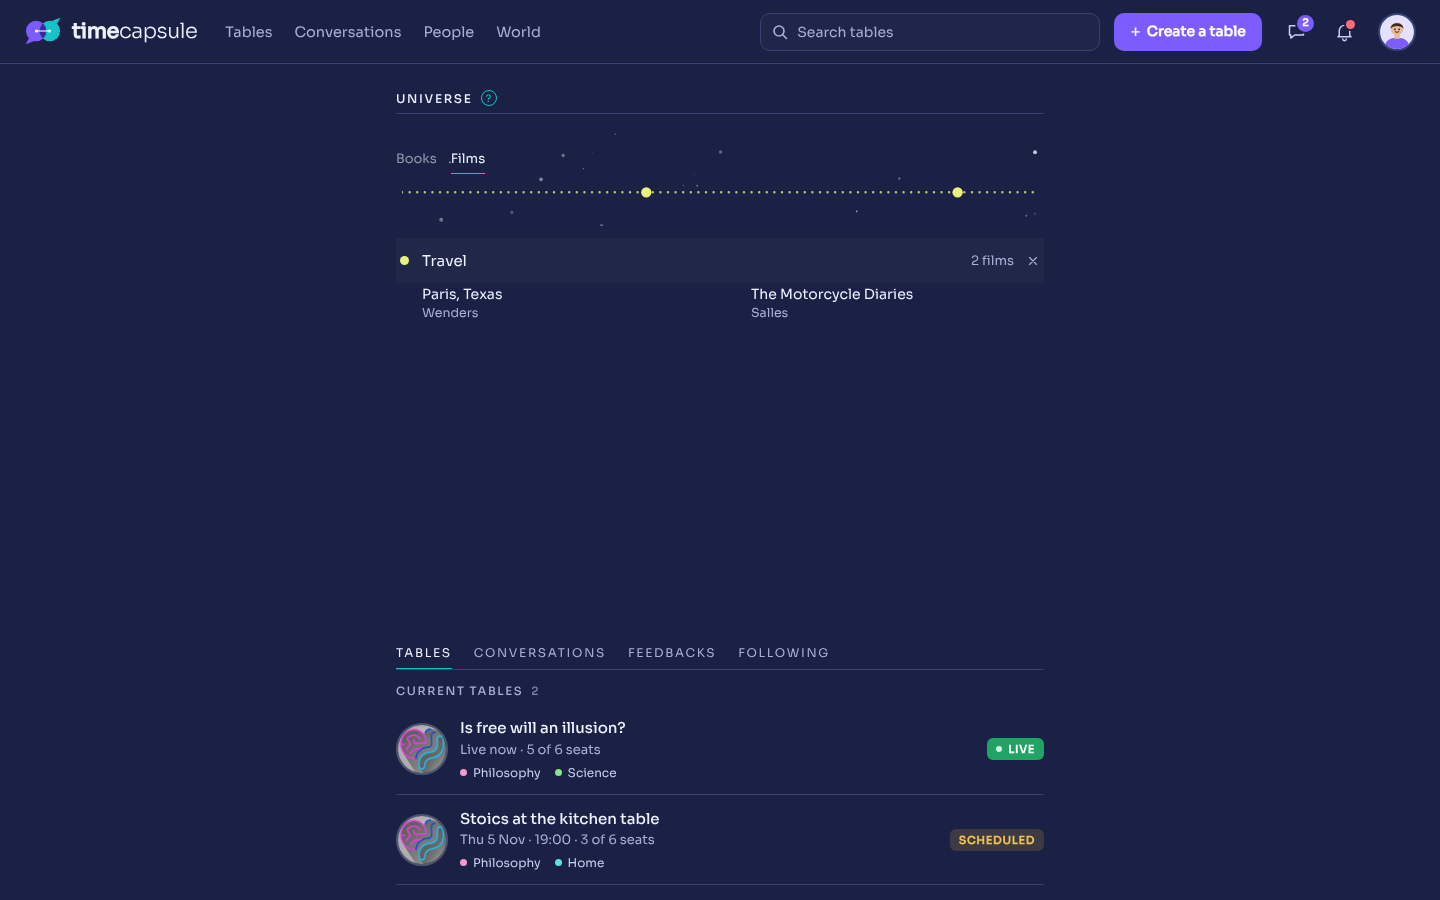 timecapsule
Tables Conversations People World
Search tables
+ Create a table
2
UNIVERSE ?
Books Films
Travel
2 films ×
Paris, Texas
Wenders
The Motorcycle Diaries
Salles
TABLES CONVERSATIONS FEEDBACKS FOLLOWING
CURRENT TABLES 2
Is free will an illusion?
Live now · 5 of 6 seats
Philosophy Science
LIVE
Stoics at the kitchen table
Thu 5 Nov · 19:00 · 3 of 6 seats
Philosophy Home
SCHEDULED